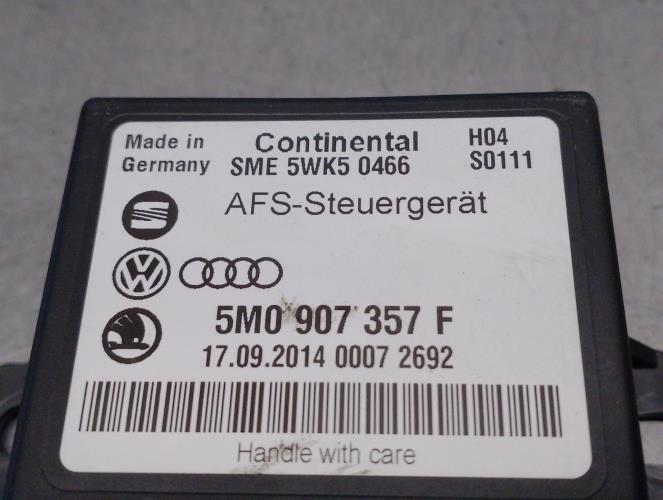 Made in Continental H04
Germany SME 5WK5 0466 S0111
AFS-Steuergerät
5M0 907 357 F
17.09.2014 0007 2692
Handle with care